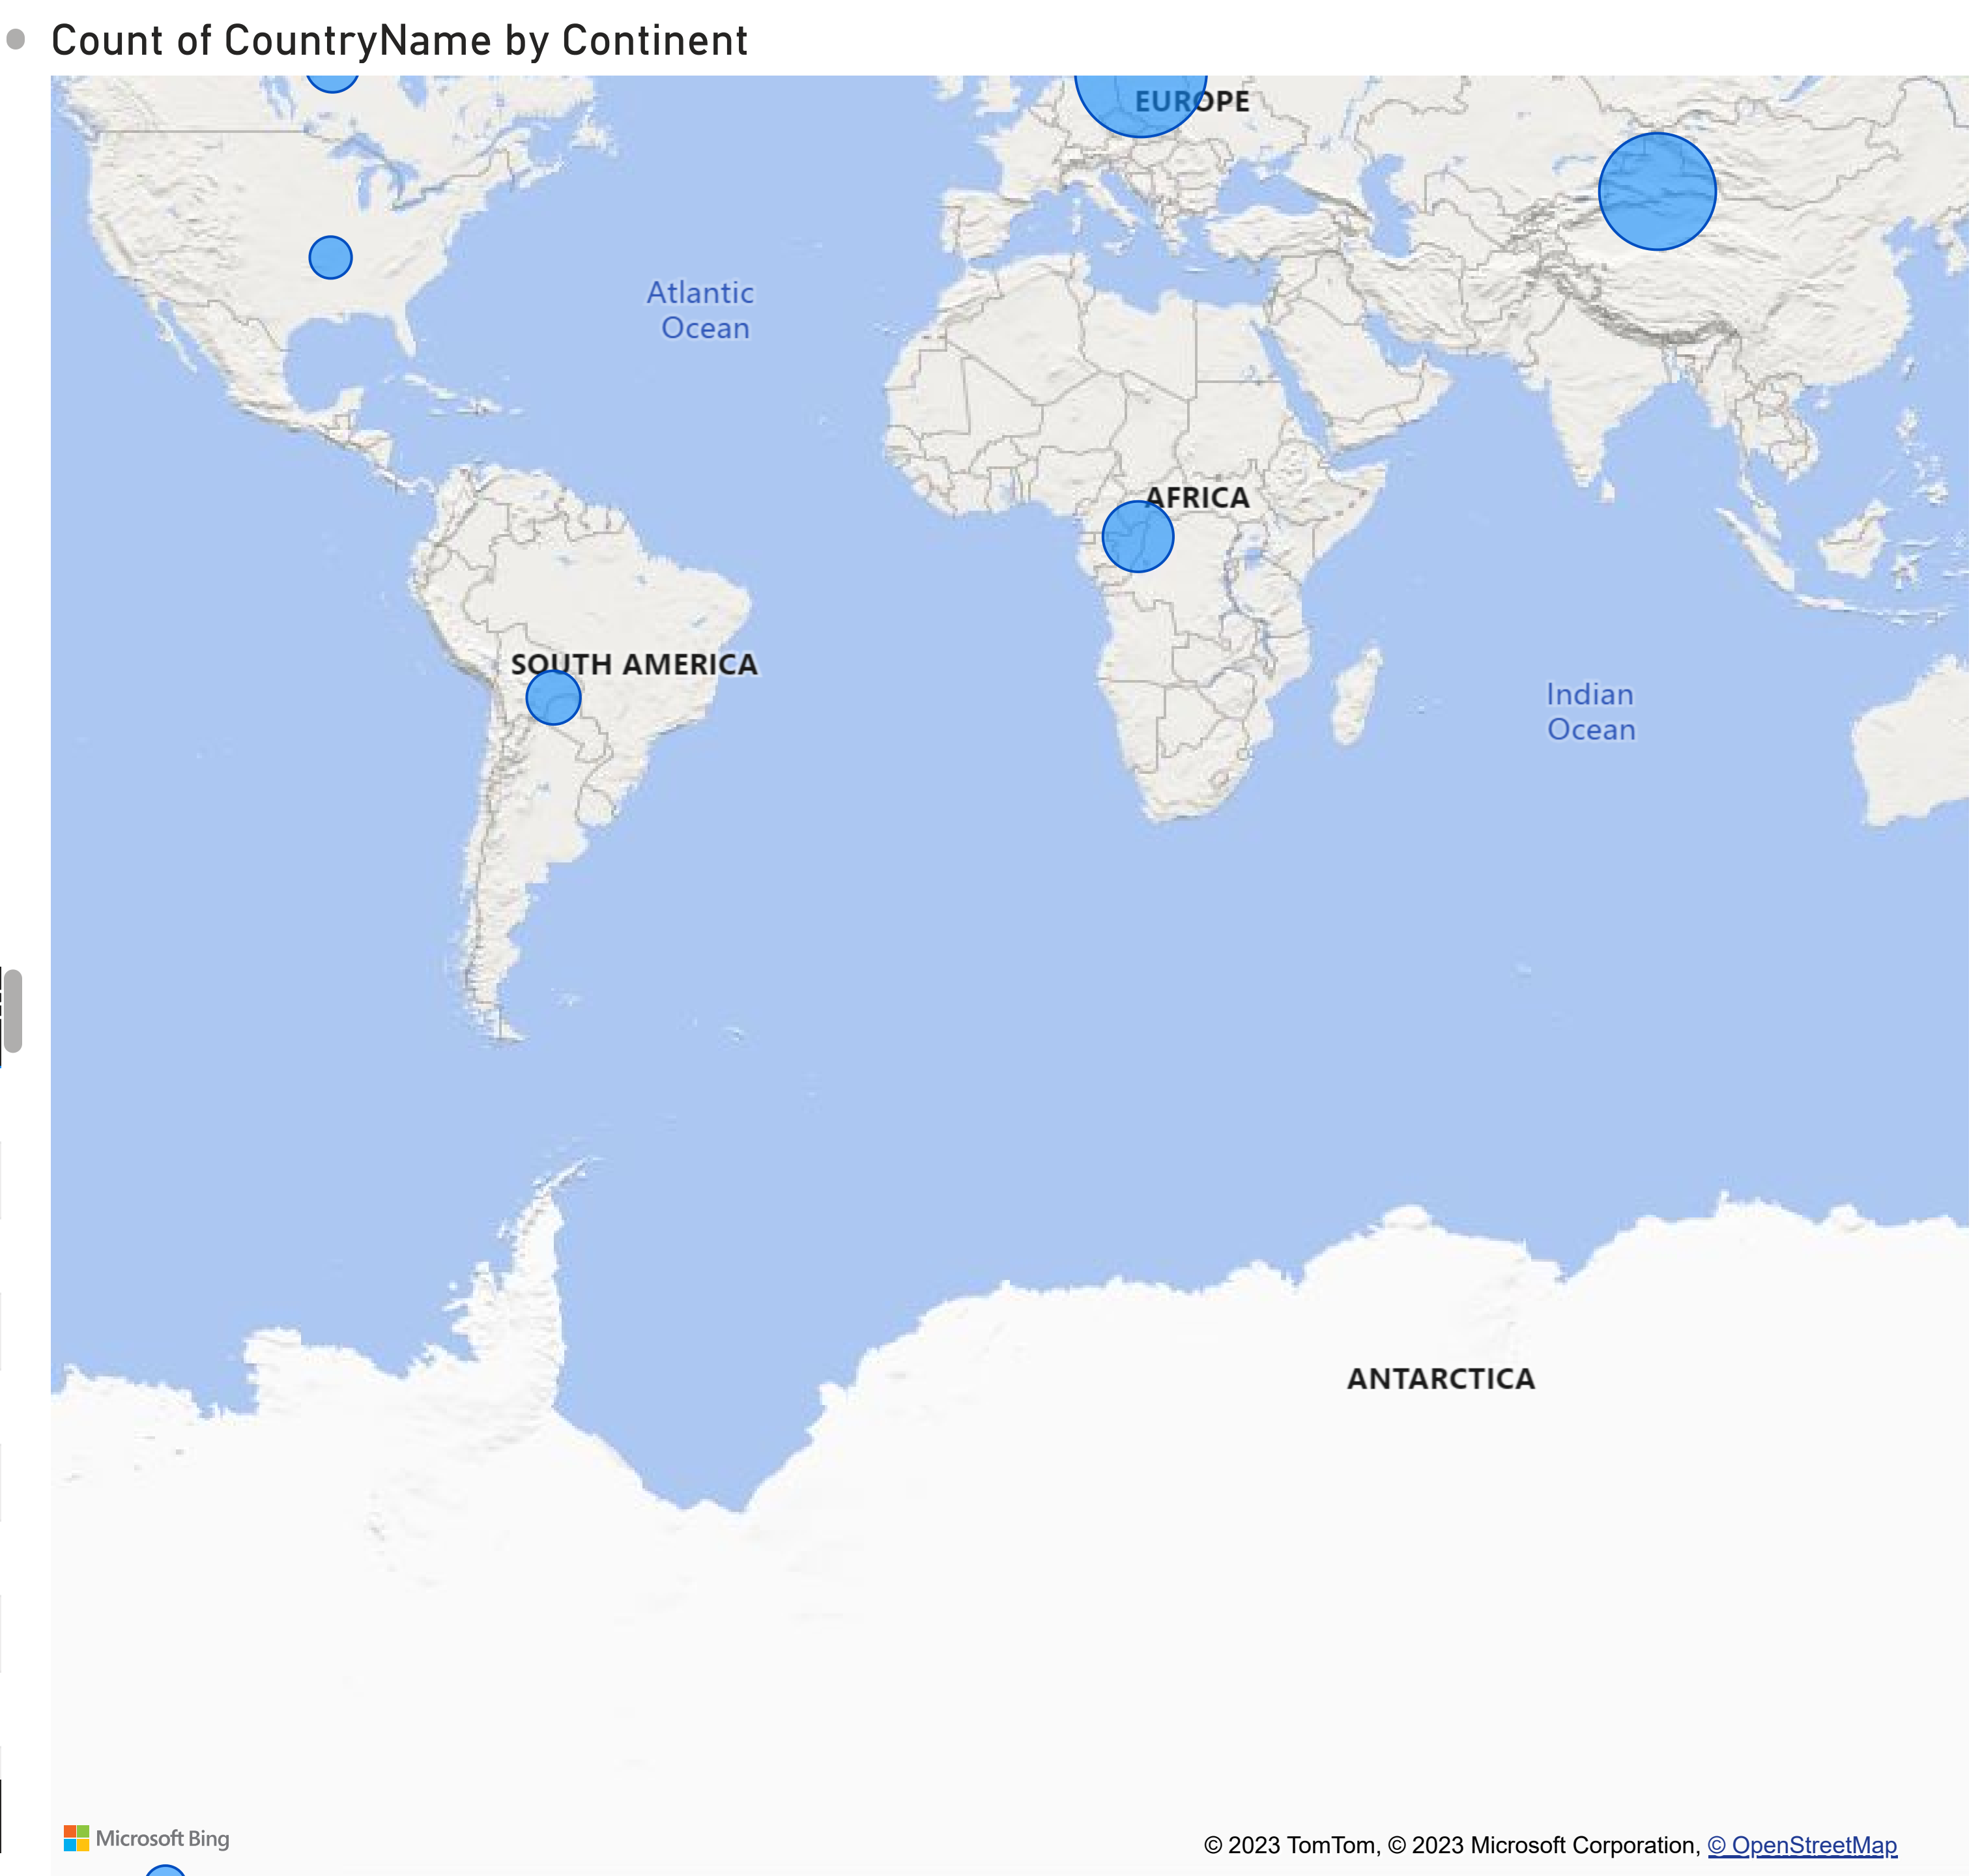 Count of CountryName by Continent
EUROPE
Atlantic
Ocean
AFRICA
SOUTH AMERICA
Indian
Ocean
ANTARCTICA
Microsoft Bing
© 2023 TomTom, © 2023 Microsoft Corporation, © OpenStreetMap